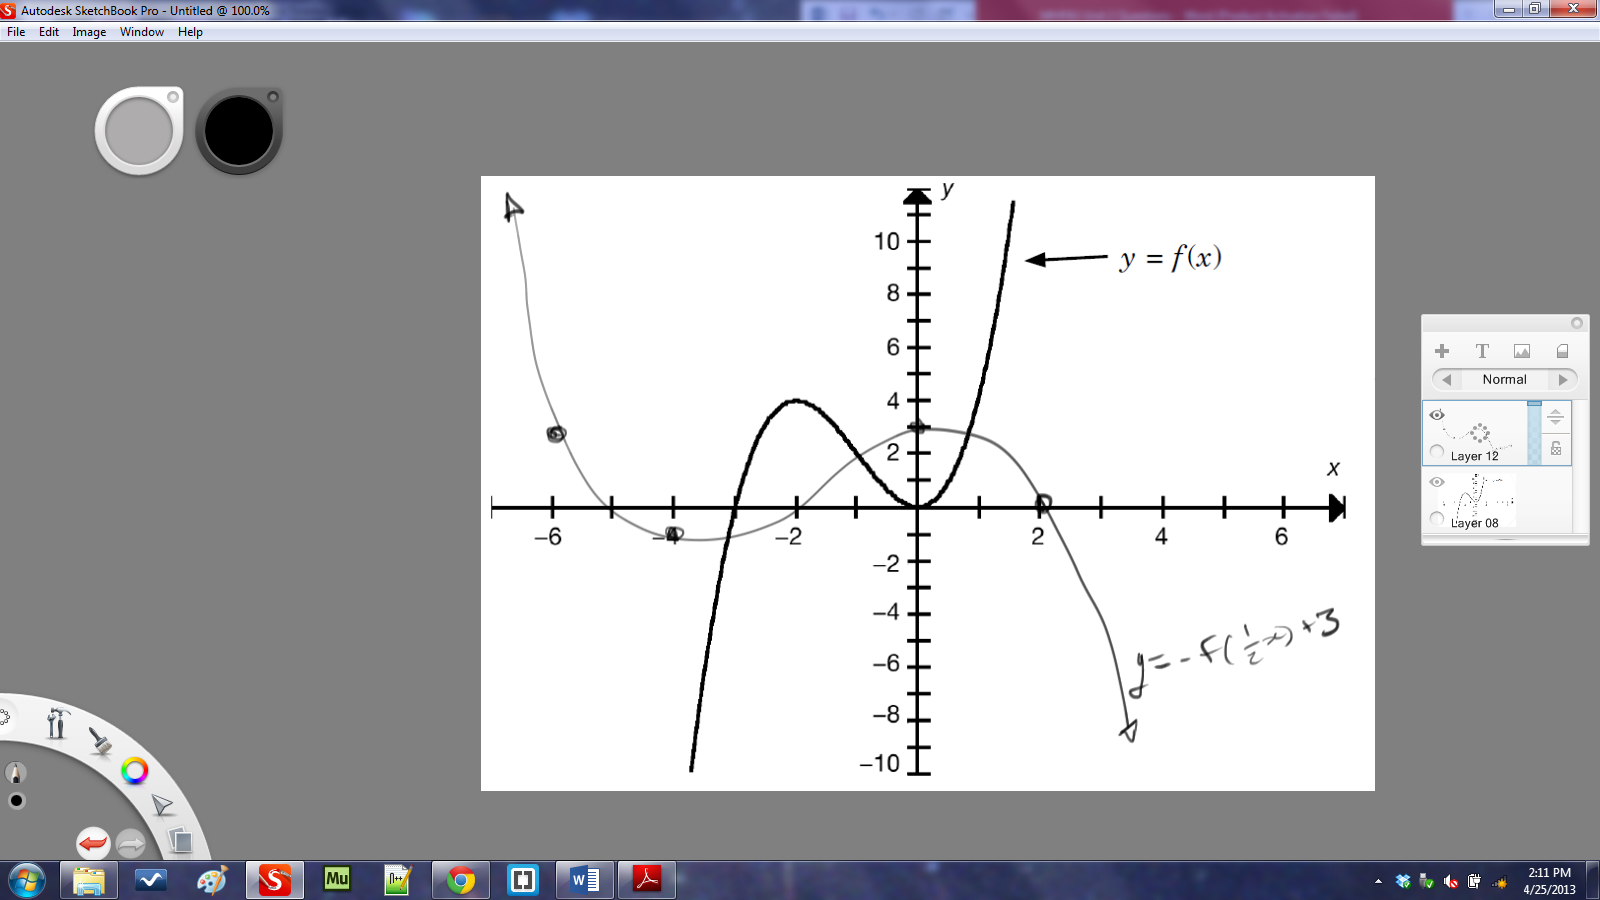 Autodesk SketchBook Pro - Untitled @ 100.0%
File Edit Image Window Help
y
10
8
6
4
2
y = f(x)
x
−6 −4 −2 2 4 6
−2
−4
−6
−8
−10
y = -f(½x) + 3
T
Normal
Layer 12
Layer 08
Mu
n++
W
2:11 PM
4/25/2013